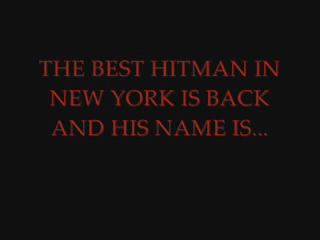 THE BEST HITMAN IN
NEW YORK IS BACK
AND HIS NAME IS...